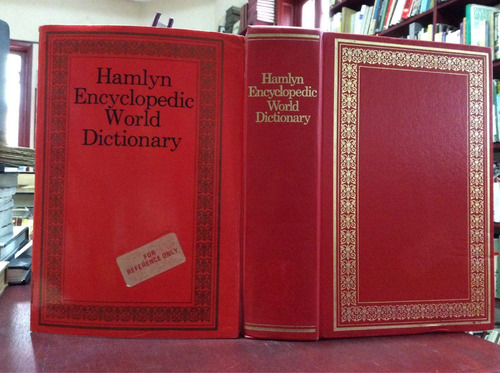 Hamlyn
Encyclopedic
World
Dictionary
FOR
REFERENCE ONLY
Hamlyn
Encyclopedic
World
Dictionary